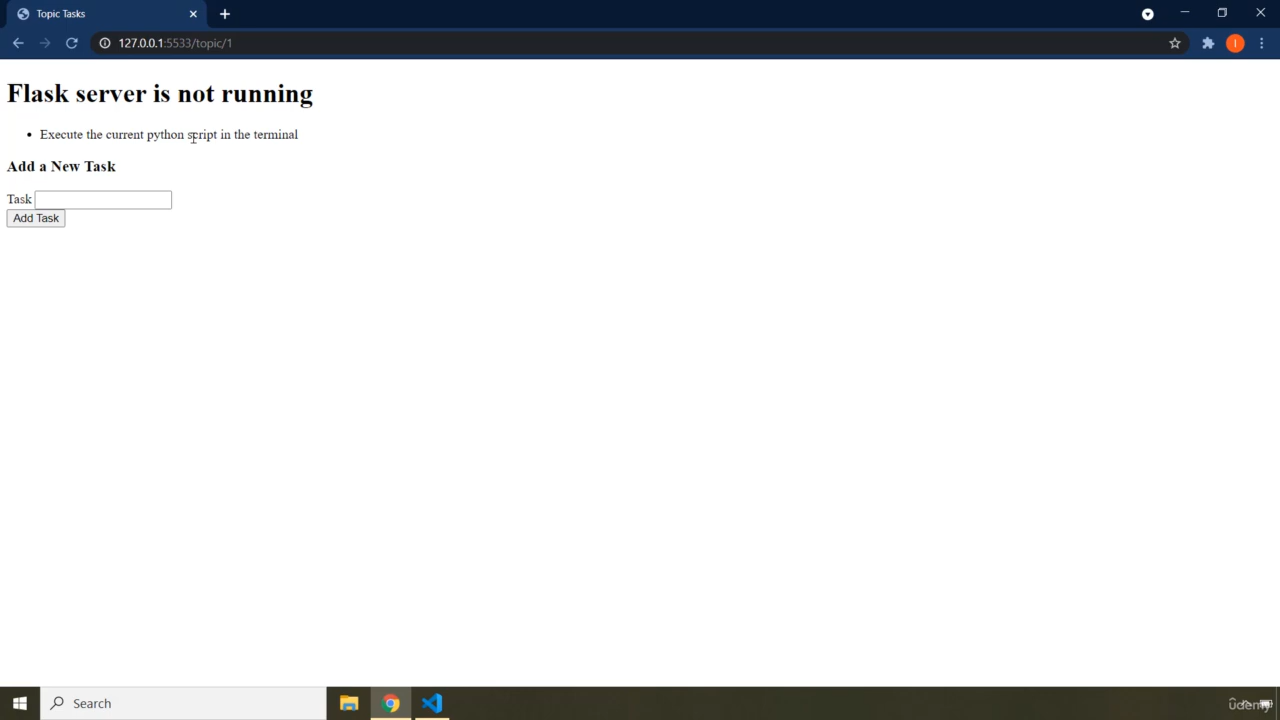 Topic Tasks
127.0.0.1:5533/topic/1
I
Flask server is not running
• Execute the current python script in the terminal
Add a New Task
Task
Add Task
Search
udemy